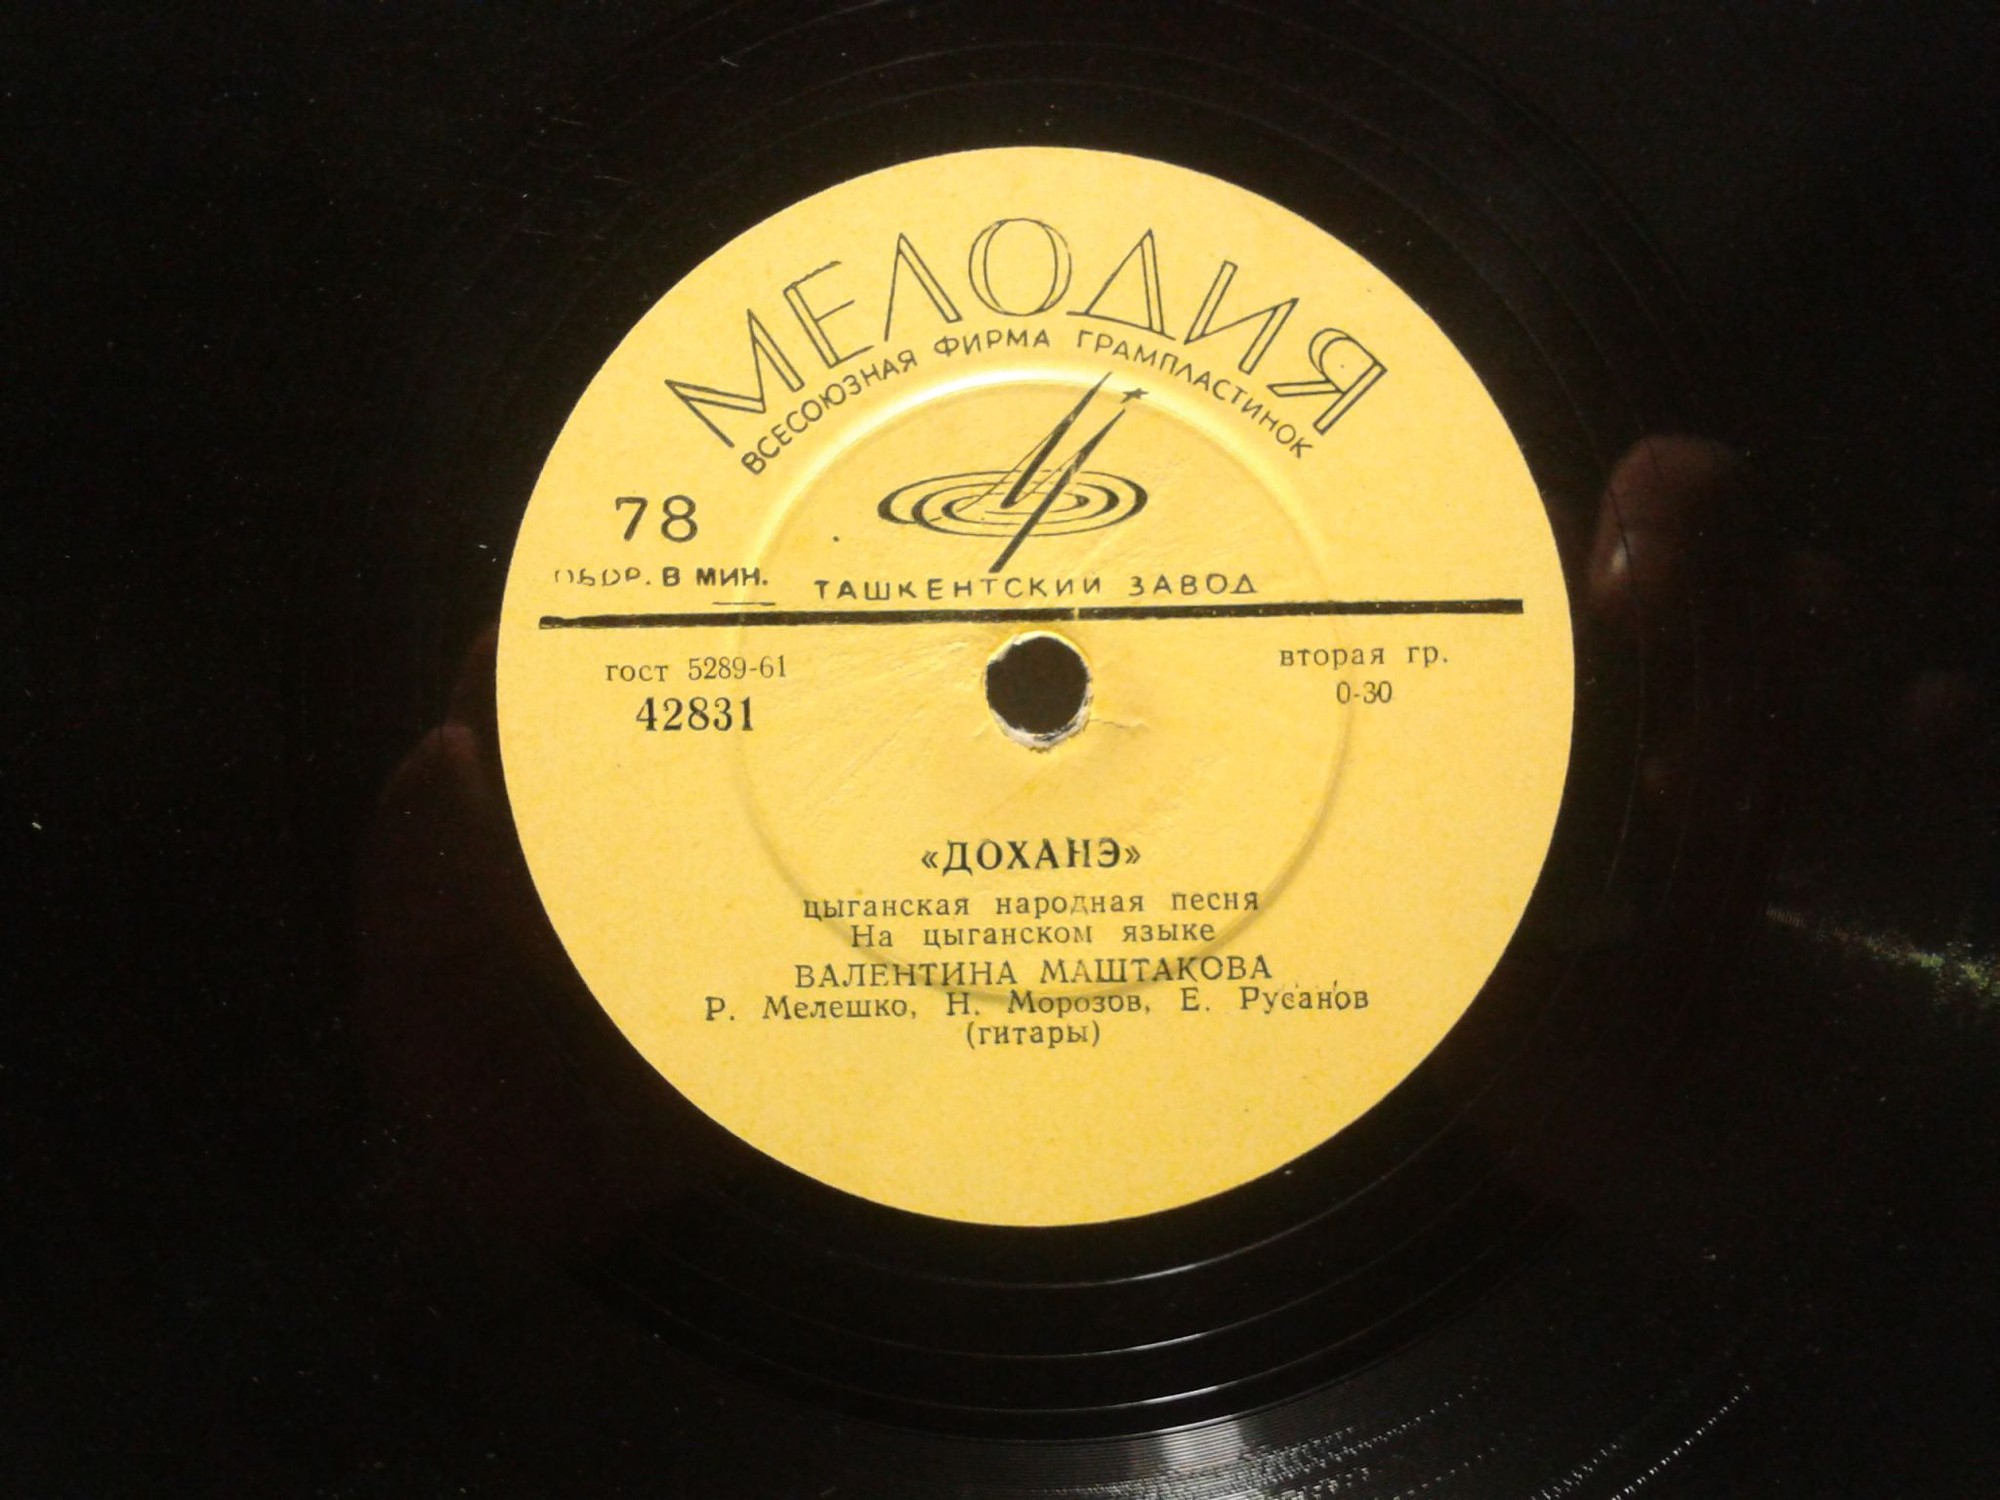 МЕЛОДИЯ
ВСЕСОЮЗНАЯ ФИРМА ГРАМПЛАСТИНОК
78
ОБОР. В МИН.
ТАШКЕНТСКИЙ ЗАВОД
гост 5289-61
42831
вторая гр.
0-30
«ДОХАНЭ»
цыганская народная песня
На цыганском языке
ВАЛЕНТИНА МАШТАКОВА
Р. Мелешко, Н. Морозов, Е. Русанов
(гитары)